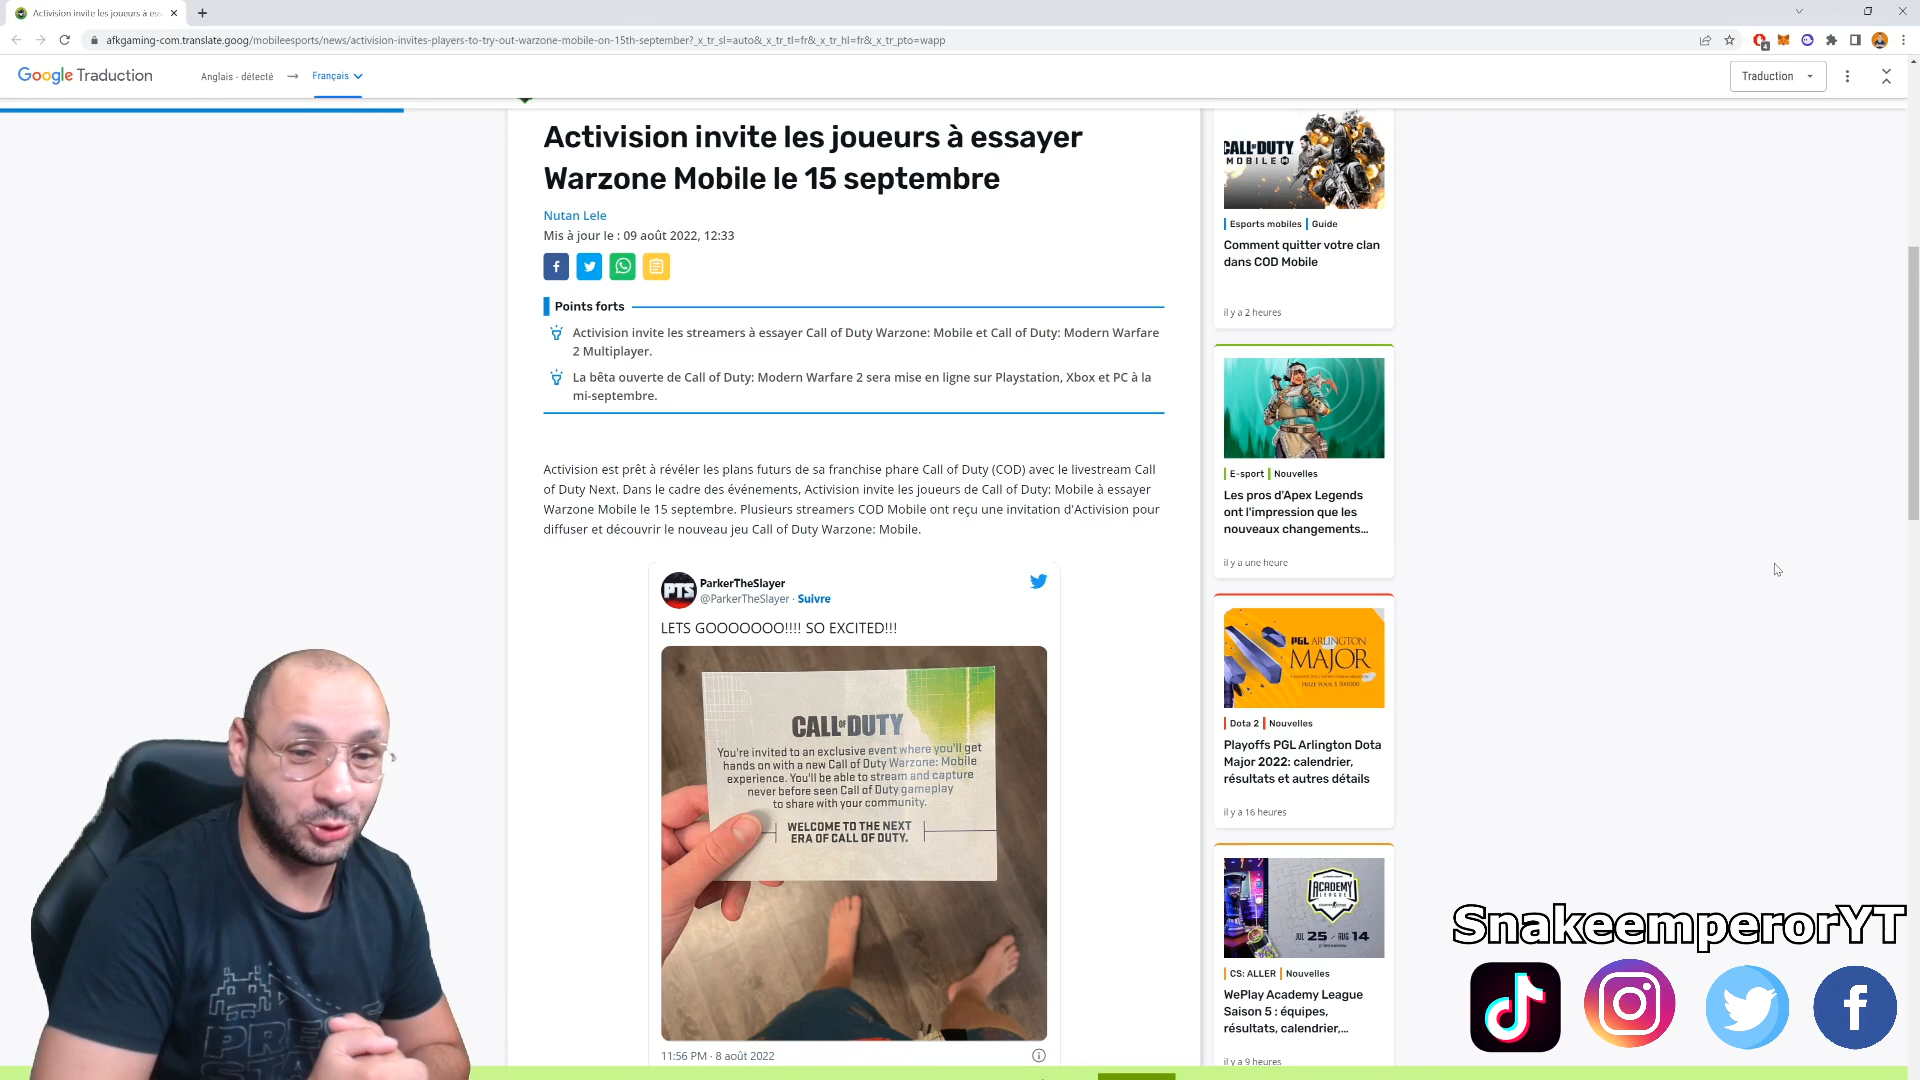 Activision invite les joueurs à ess
afkgaming-com.translate.goog/mobileesports/news/activision-invites-players-to-try-out-warzone-mobile-on-15th-september?_x_tr_sl=auto&_x_tr_tl=fr&_x_tr_hl=fr&_x_tr_pto=wapp
4
Google Traduction
Anglais - détecté
Français
Traduction
Activision invite les joueurs à essayer
Warzone Mobile le 15 septembre
Nutan Lele
Mis à jour le : 09 août 2022, 12:33
Points forts
Activision invite les streamers à essayer Call of Duty Warzone: Mobile et Call of Duty: Modern Warfare
2 Multiplayer.
La bêta ouverte de Call of Duty: Modern Warfare 2 sera mise en ligne sur Playstation, Xbox et PC à la
mi-septembre.
Activision est prêt à révéler les plans futurs de sa franchise phare Call of Duty (COD) avec le livestream Call
of Duty Next. Dans le cadre des événements, Activision invite les joueurs de Call of Duty: Mobile à essayer
Warzone Mobile le 15 septembre. Plusieurs streamers COD Mobile ont reçu une invitation d'Activision pour
diffuser et découvrir le nouveau jeu Call of Duty Warzone: Mobile.
PTS
ParkerTheSlayer
@ParkerTheSlayer · Suivre
LETS GOOOOOOO!!!! SO EXCITED!!!
CALL OF DUTY
You're invited to an exclusive event where you'll get
hands on with a new Call of Duty Warzone: Mobile
experience. You'll be able to stream and capture
never before seen Call of Duty gameplay
to share with your community.
WELCOME TO THE NEXT
ERA OF CALL OF DUTY.
11:56 PM · 8 août 2022
CALL OF DUTY
MOBILE
Esports mobiles
Guide
Comment quitter votre clan
dans COD Mobile
il y a 2 heures
E-sport
Nouvelles
Les pros d'Apex Legends
ont l'impression que les
nouveaux changements...
il y a une heure
PGL ARLINGTON
MAJOR
PRIZE POOL $ 500.000
Dota 2
Nouvelles
Playoffs PGL Arlington Dota
Major 2022: calendrier,
résultats et autres détails
il y a 16 heures
ACADEMY
LEAGUE
JUL 25 / AUG 14
CS: ALLER
Nouvelles
WePlay Academy League
Saison 5 : équipes,
résultats, calendrier,...
il y a 9 heures
SnakeemperorYT